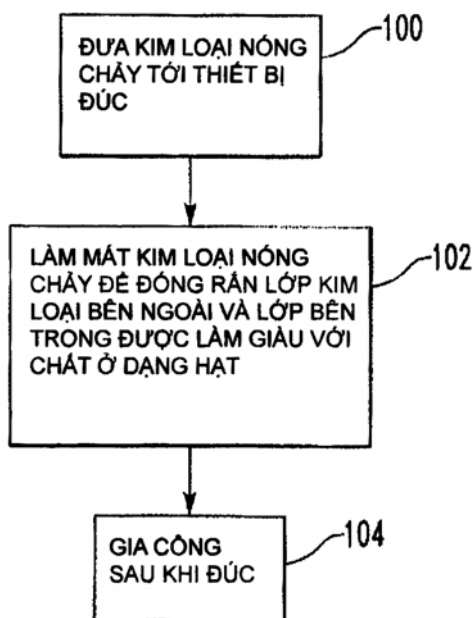 100
ĐƯA KIM LOẠI NÓNG
CHẢY TỚI THIẾT BỊ
ĐÚC
102
LÀM MÁT KIM LOẠI NÓNG
CHẢY ĐỂ ĐÓNG RẮN LỚP KIM
LOẠI BÊN NGOÀI VÀ LỚP BÊN
TRONG ĐƯỢC LÀM GIÀU VỚI
CHẤT Ở DẠNG HẠT
104
GIA CÔNG
SAU KHI ĐÚC